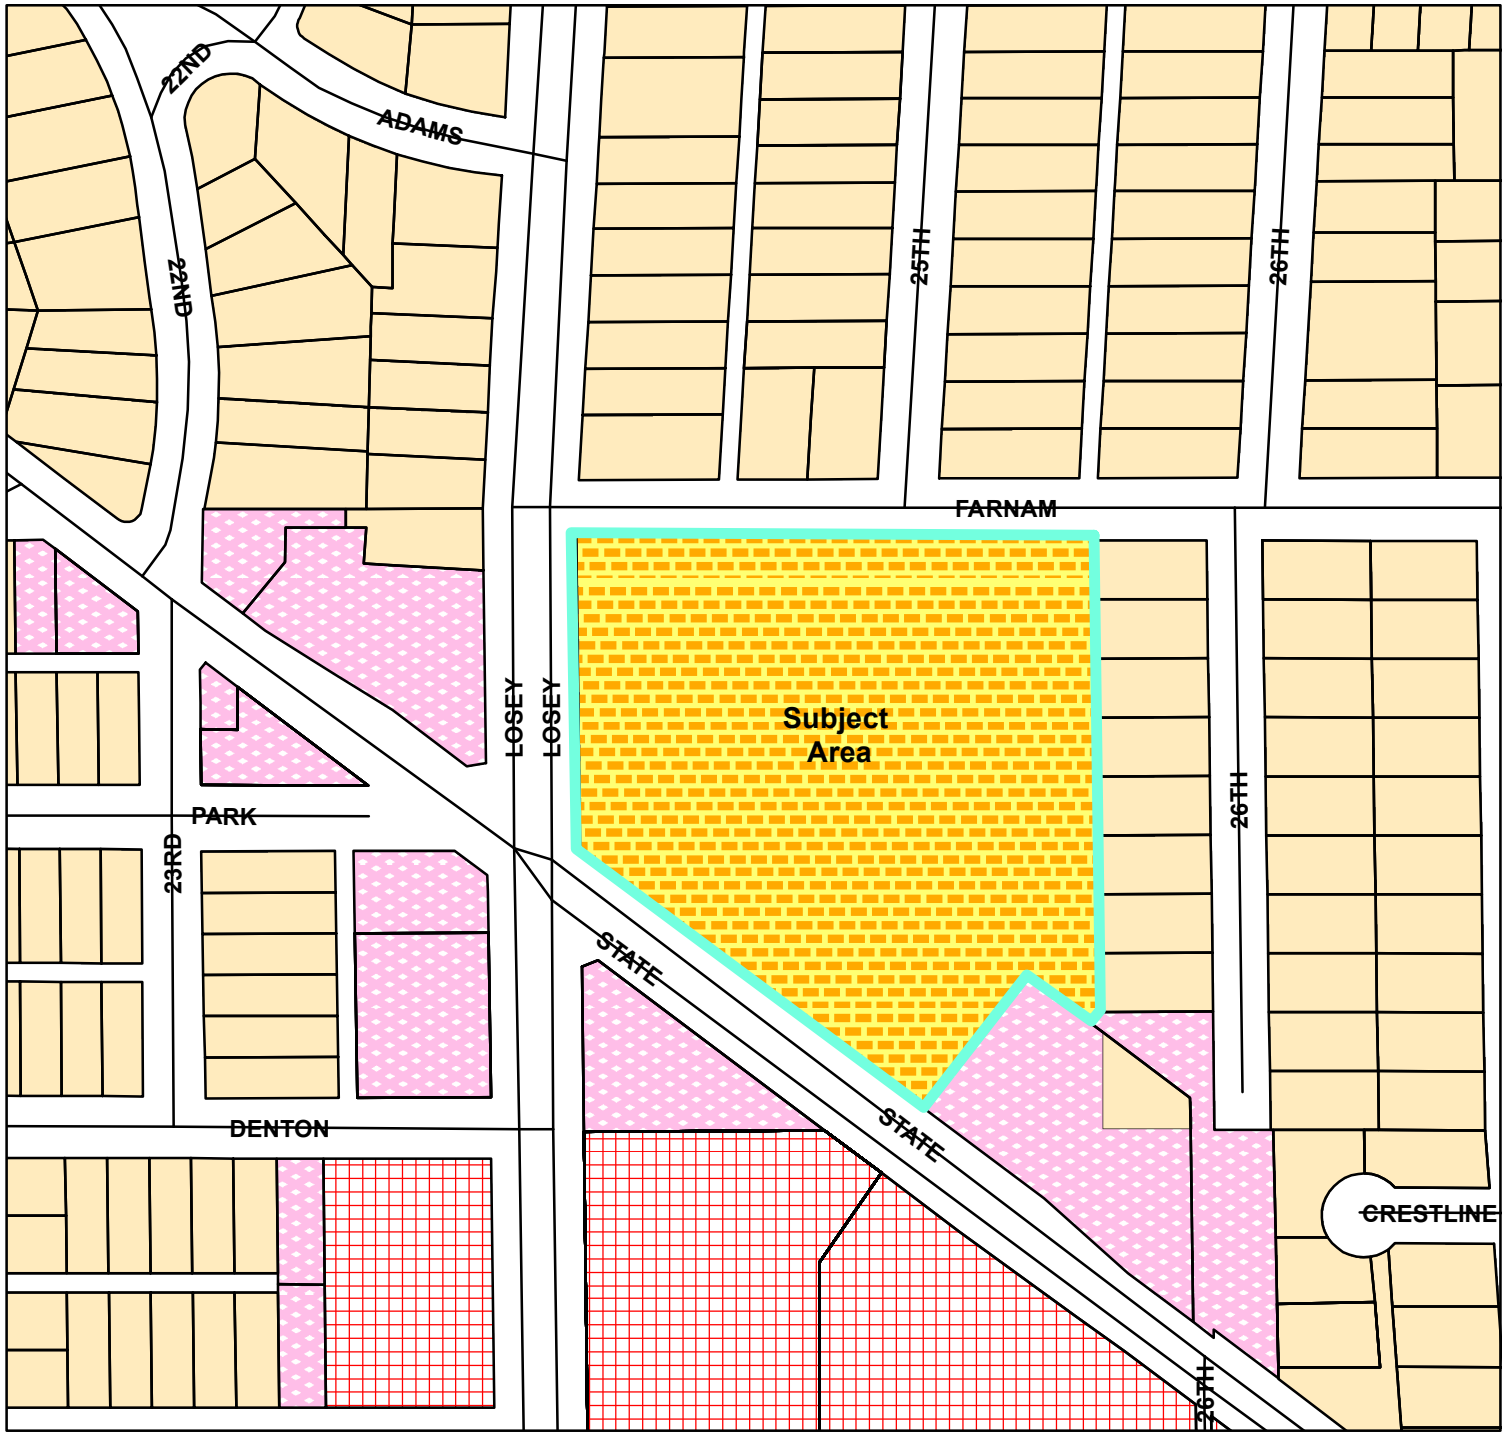 22ND
ADAMS
22ND
25TH
26TH
FARNAM
LOSEY
LOSEY
Subject
Area
26TH
PARK
23RD
STATE
STATE
DENTON
CRESTLINE
26TH